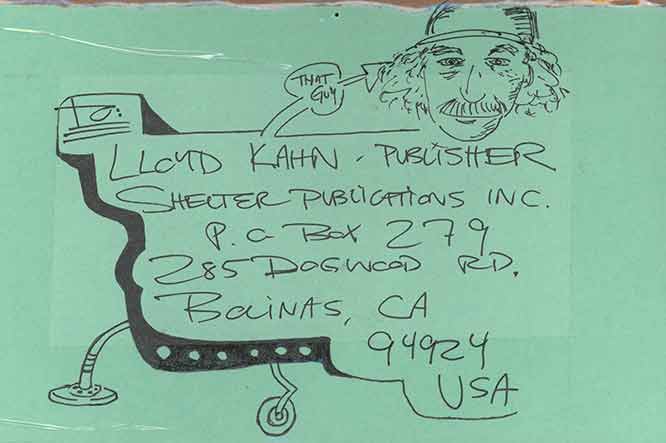 To:
THAT
GUY
LLOYD KAHN - PUBLISHER
SHELTER PUBLICATIONS INC.
P.O BOX 279
285 DOGWOOD RD.
BOLINAS, CA
94924
USA